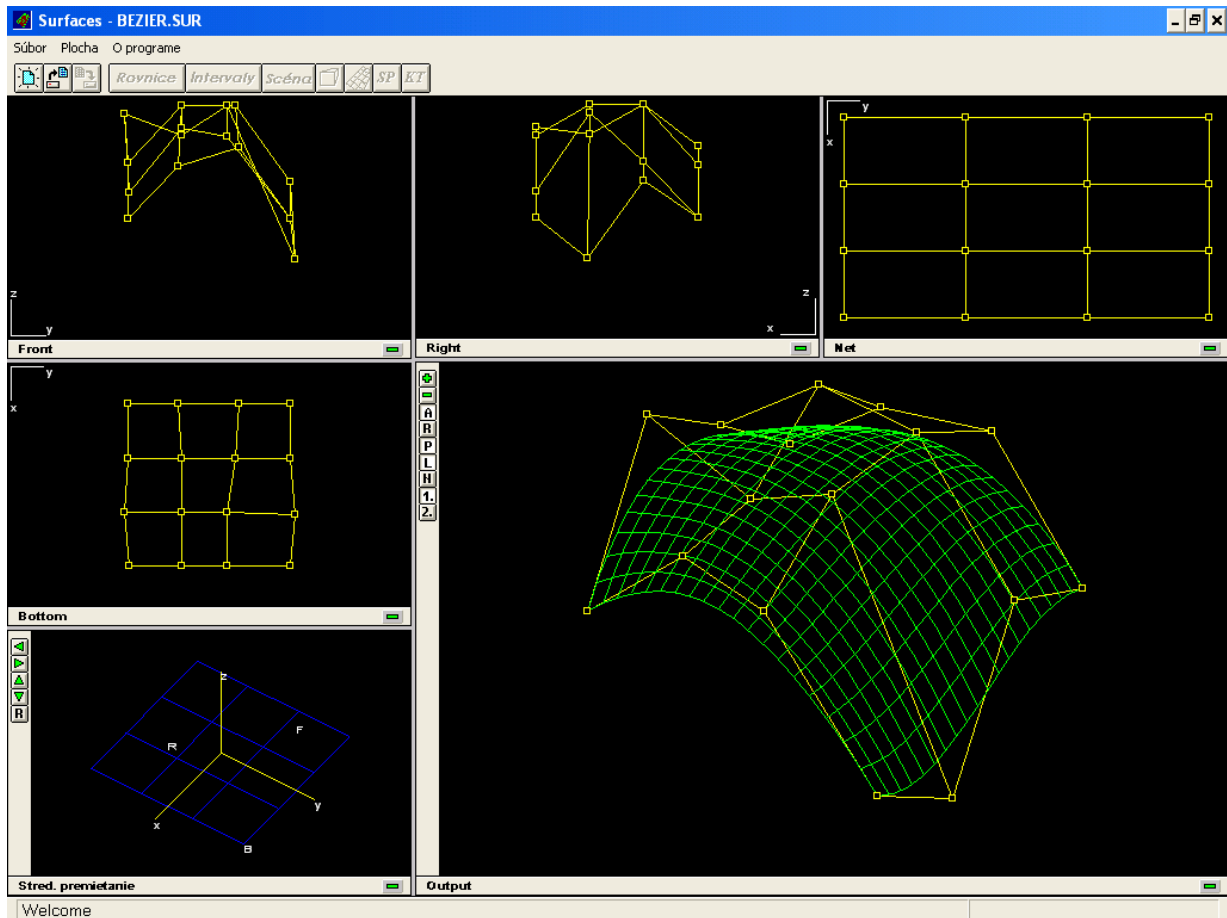 Surfaces - BEZIER.SUR
Súbor Plocha O programe
Rovnice Intervaly Scéna SP KT
z
y
Front
z
x
Right
y
x
Net
y
x
Bottom
A
R
P
L
N
1.
2.
R
z
F
R
y
x
B
Stred. premietanie
Output
Welcome